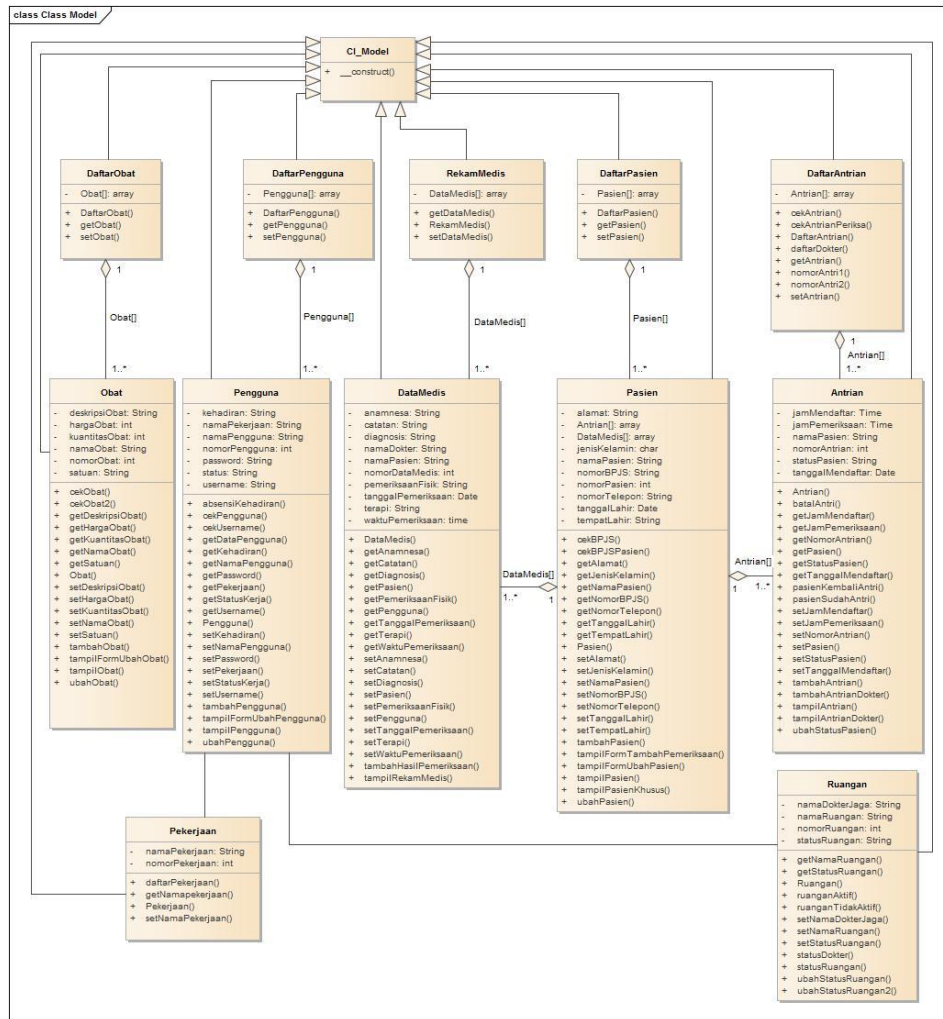 class Class Model
CI_Model
+ __construct()
DaftarObat
- Obat[]: array
+ DaftarObat()
+ getObat()
+ setObat()
DaftarPengguna
- Pengguna[]: array
+ DaftarPengguna()
+ getPengguna()
+ setPengguna()
RekamMedis
- DataMedis[]: array
+ getDataMedis()
+ RekamMedis()
+ setDataMedis()
DaftarPasien
- Pasien[]: array
+ DaftarPasien()
+ getPasien()
+ setPasien()
DaftarAntrian
- Antrian[]: array
+ cekAntrian()
+ cekAntrianPeriksa()
+ DaftarAntrian()
+ daftarDokter()
+ getAntrian()
+ nomorAntri1()
+ nomorAntri2()
+ setAntrian()
1
Obat[]
1..*
1
Pengguna[]
1..*
1
DataMedis[]
1..*
1
Pasien[]
1..*
1
Antrian[]
1..*
Obat
- deskripsiObat: String
- hargaObat: int
- kuantitasObat: int
- namaObat: String
- nomorObat: int
- satuan: String
+ cekObat()
+ cekObat2()
+ getDeskripsiObat()
+ getHargaObat()
+ getKuantitasObat()
+ getNamaObat()
+ getSatuan()
+ Obat()
+ setDeskripsiObat()
+ setHargaObat()
+ setKuantitasObat()
+ setNamaObat()
+ setSatuan()
+ tambahObat()
+ tampilFormUbahObat()
+ tampilObat()
+ ubahObat()
Pengguna
- kehadiran: String
- namaPekerjaan: String
- namaPengguna: String
- nomorPengguna: int
- password: String
- status: String
- username: String
+ absensiKehadiran()
+ cekPengguna()
+ cekUsername()
+ getDataPengguna()
+ getKehadiran()
+ getNamaPengguna()
+ getPassword()
+ getPekerjaan()
+ getStatusKerja()
+ getUsername()
+ Pengguna()
+ setKehadiran()
+ setNamaPengguna()
+ setPassword()
+ setPekerjaan()
+ setStatusKerja()
+ setUsername()
+ tambahPengguna()
+ tampilFormUbahPengguna()
+ tampilPengguna()
+ ubahPengguna()
DataMedis
- anamnesa: String
- catatan: String
- diagnosis: String
- namaDokter: String
- namaPasien: String
- nomorDataMedis: int
- pemeriksaanFisik: String
- tanggalPemeriksaan: Date
- terapi: String
- waktuPemeriksaan: time
+ DataMedis()
+ getAnamnesa()
+ getCatatan()
+ getDiagnosis()
+ getPasien()
+ getPemeriksaanFisik()
+ getPengguna()
+ getTanggalPemeriksaan()
+ getTerapi()
+ getWaktuPemeriksaan()
+ setAnamnesa()
+ setCatatan()
+ setDiagnosis()
+ setPasien()
+ setPemeriksaanFisik()
+ setPengguna()
+ setTanggalPemeriksaan()
+ setTerapi()
+ setWaktuPemeriksaan()
+ tambahHasilPemeriksaan()
+ tampilRekamMedis()
DataMedis[]
1..*
1
Pasien
- alamat: String
- Antrian[]: array
- DataMedis[]: array
- jenisKelamin: char
- namaPasien: String
- nomorBPJS: String
- nomorPasien: int
- nomorTelepon: String
- tanggalLahir: Date
- tempatLahir: String
+ cekBPJS()
+ cekBPJSPasien()
+ getAlamat()
+ getJenisKelamin()
+ getNamaPasien()
+ getNomorBPJS()
+ getNomorTelepon()
+ getTanggalLahir()
+ getTempatLahir()
+ Pasien()
+ setAlamat()
+ setJenisKelamin()
+ setNamaPasien()
+ setNomorBPJS()
+ setNomorTelepon()
+ setTanggalLahir()
+ setTempatLahir()
+ tambahPasien()
+ tampilFormTambahPemeriksaan()
+ tampilFormUbahPasien()
+ tampilPasien()
+ tampilPasienKhusus()
+ ubahPasien()
Antrian[]
1
1..*
Antrian
- jamMendaftar: Time
- jamPemeriksaan: Time
- namaPasien: String
- nomorAntrian: int
- statusPasien: String
- tanggalMendaftar: Date
+ Antrian()
+ batalAntri()
+ getJamMendaftar()
+ getJamPemeriksaan()
+ getNomorAntrian()
+ getPasien()
+ getStatusPasien()
+ getTanggalMendaftar()
+ pasienKembaliAntri()
+ pasienSudahAntri()
+ setJamMendaftar()
+ setJamPemeriksaan()
+ setNomorAntrian()
+ setPasien()
+ setStatusPasien()
+ setTanggalMendaftar()
+ tambahAntrian()
+ tambahAntrianDokter()
+ tampilAntrian()
+ tampilAntrianDokter()
+ ubahStatusPasien()
Pekerjaan
- namaPekerjaan: String
- nomorPekerjaan: int
+ daftarPekerjaan()
+ getNamapekerjaan()
+ Pekerjaan()
+ setNamaPekerjaan()
Ruangan
- namaDokterJaga: String
- namaRuangan: String
- nomorRuangan: int
- statusRuangan: String
+ getNamaRuangan()
+ getStatusRuangan()
+ Ruangan()
+ ruanganAktif()
+ ruanganTidakAktif()
+ setNamaDokterJaga()
+ setNamaRuangan()
+ setStatusRuangan()
+ statusDokter()
+ statusRuangan()
+ ubahStatusRuangan()
+ ubahStatusRuangan2()